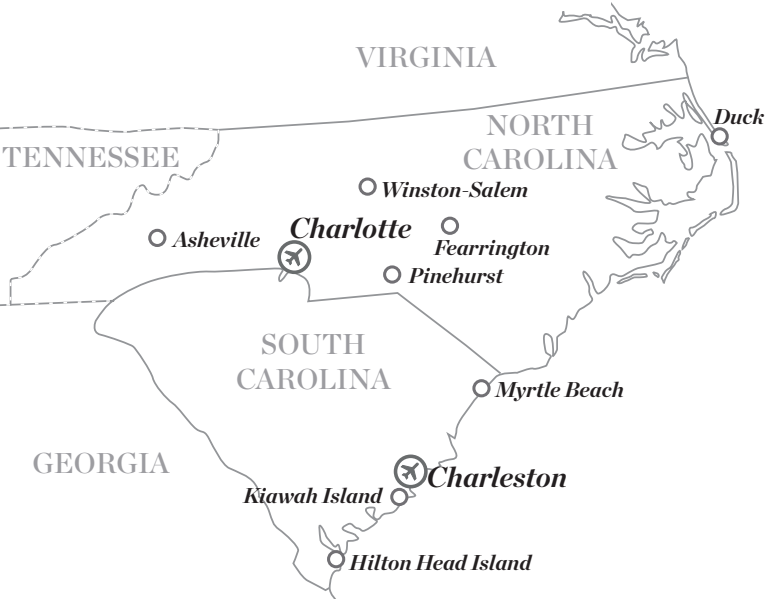 VIRGINIA
Duck
NORTH
CAROLINA
TENNESSEE
Winston-Salem
Charlotte
Asheville
Fearrington
Pinehurst
SOUTH
CAROLINA
Myrtle Beach
GEORGIA
Charleston
Kiawah Island
Hilton Head Island